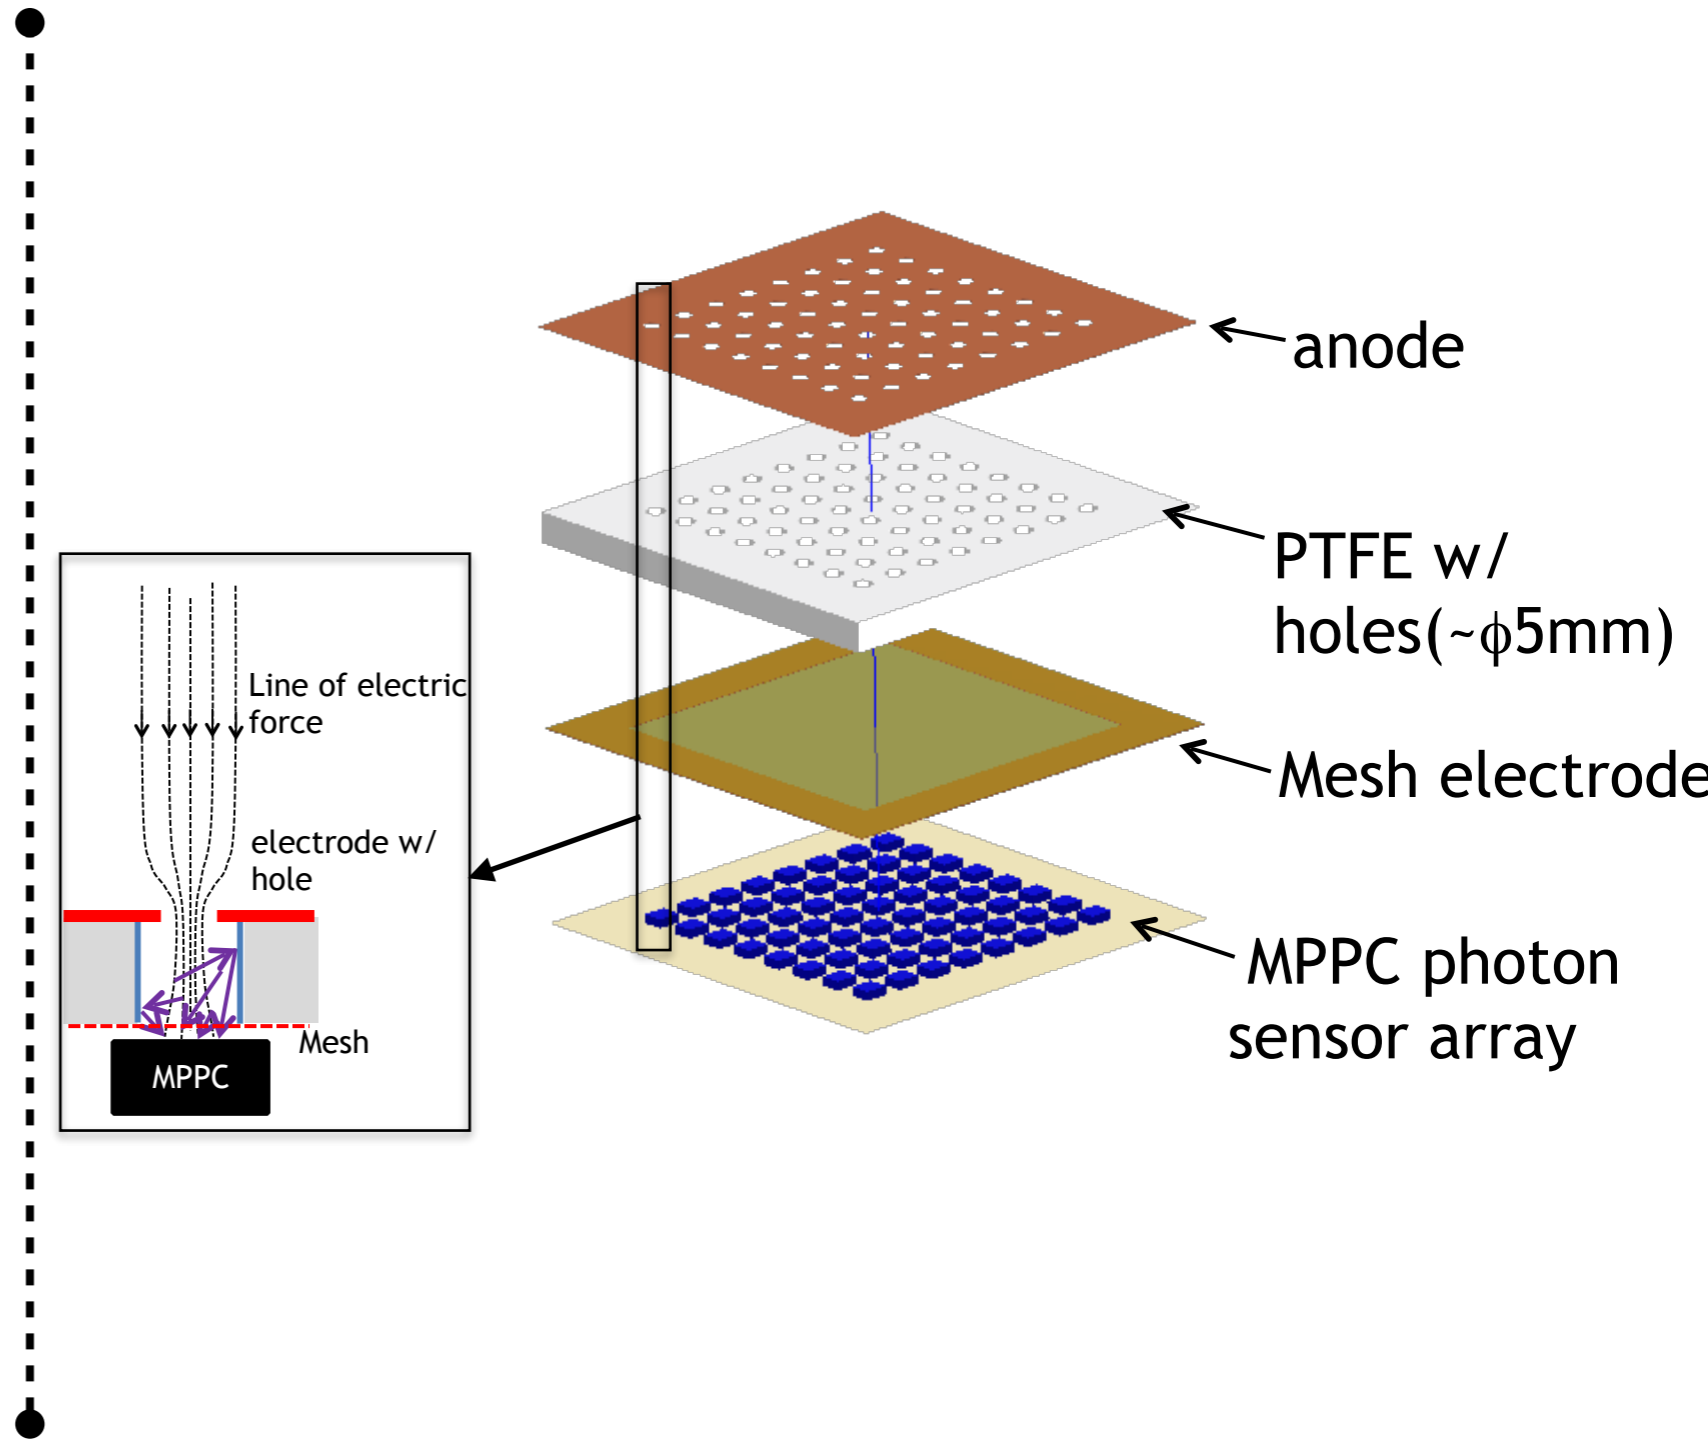 anode
PTFE w/
holes(~ϕ5mm)
Mesh electrode
MPPC photon
sensor array
Line of electric
force
electrode w/
hole
Mesh
MPPC